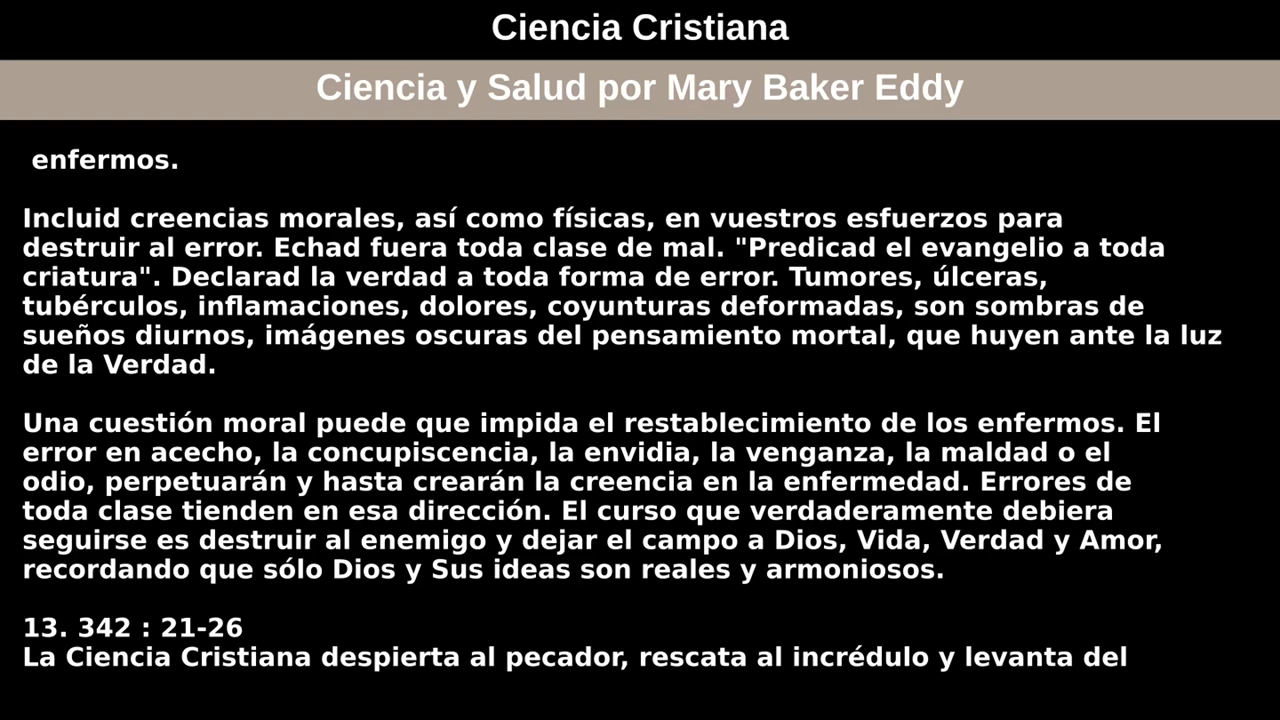 Ciencia Cristiana
Ciencia y Salud por Mary Baker Eddy
enfermos.
Incluid creencias morales, así como físicas, en vuestros esfuerzos para
destruir al error. Echad fuera toda clase de mal. "Predicad el evangelio a toda
criatura". Declarad la verdad a toda forma de error. Tumores, úlceras,
tubérculos, inflamaciones, dolores, coyunturas deformadas, son sombras de
sueños diurnos, imágenes oscuras del pensamiento mortal, que huyen ante la luz
de la Verdad.
Una cuestión moral puede que impida el restablecimiento de los enfermos. El
error en acecho, la concupiscencia, la envidia, la venganza, la maldad o el
odio, perpetuarán y hasta crearán la creencia en la enfermedad. Errores de
toda clase tienden en esa dirección. El curso que verdaderamente debiera
seguirse es destruir al enemigo y dejar el campo a Dios, Vida, Verdad y Amor,
recordando que sólo Dios y Sus ideas son reales y armoniosos.
13. 342 : 21-26
La Ciencia Cristiana despierta al pecador, rescata al incrédulo y levanta del